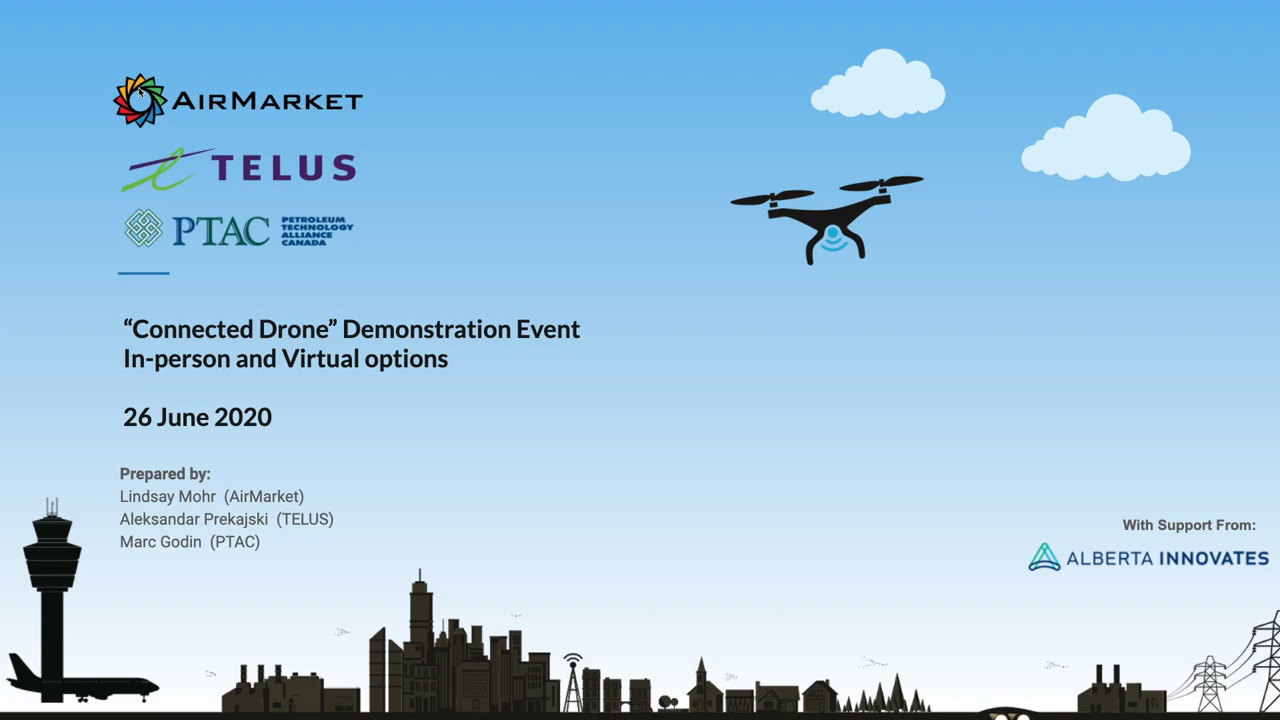 AIRMARKET
TELUS
PTAC
PETROLEUM
TECHNOLOGY
ALLIANCE
CANADA
“Connected Drone” Demonstration Event
In-person and Virtual options
26 June 2020
Prepared by:
Lindsay Mohr (AirMarket)
Aleksandar Prekajski (TELUS)
Marc Godin (PTAC)
With Support From:
ALBERTA INNOVATES